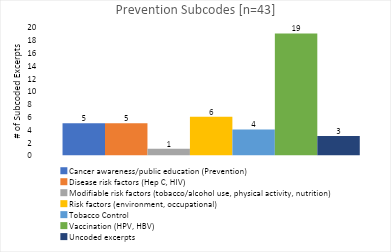 Prevention Subcodes [n=43]
# of Subcoded Excerpts
20
18
16
14
12
10
8
6
4
2
0
5
5
1
6
4
19
3
Cancer awareness/public education (Prevention)
Disease risk factors (Hep C, HIV)
Modifiable risk factors (tobacco/alcohol use, physical activity, nutrition)
Risk factors (environment, occupational)
Tobacco Control
Vaccination (HPV, HBV)
Uncoded excerpts